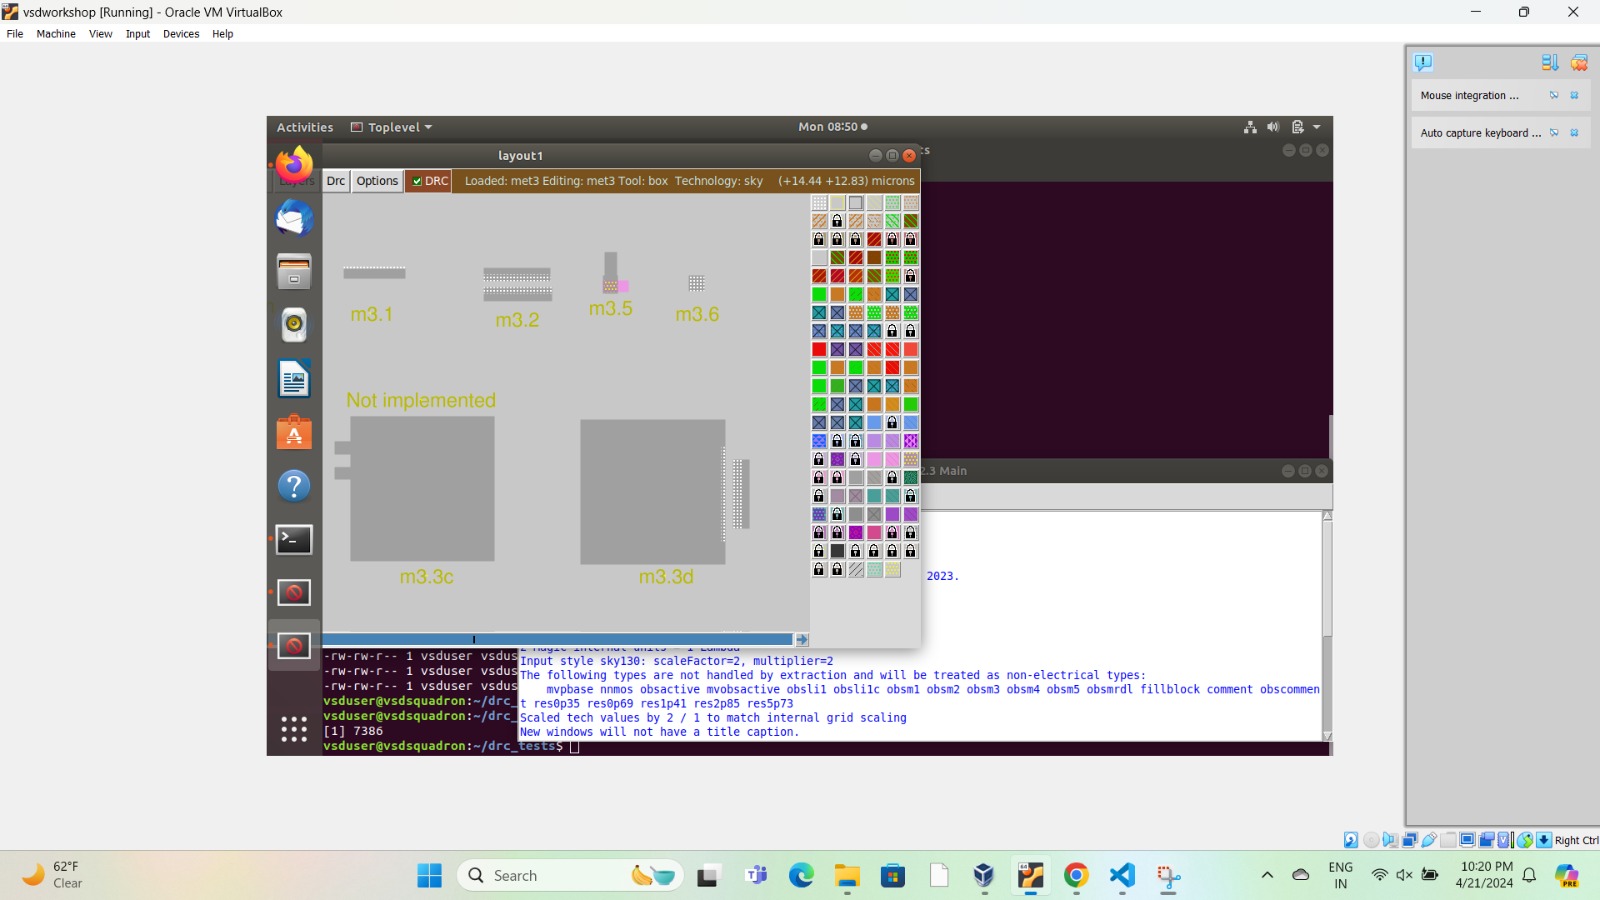 vsdworkshop [Running] - Oracle VM VirtualBox
File Machine View Input Devices Help
Mouse integration ...
Auto capture keyboard ...
Activities Toplevel Mon 08:50
layout1
Drc Options DRC Loaded: met3 Editing: met3 Tool: box Technology: sky (+14.44 +12.83) microns
m3.1
m3.2
m3.5
m3.6
Not implemented
m3.3c
m3.3d
2.3 Main
2023.
-rw-rw-r-- 1 vsduser vsdus
-rw-rw-r-- 1 vsduser vsdus
-rw-rw-r-- 1 vsduser vsdus
vsduser@vsdsquadron:~/drc_
vsduser@vsdsquadron:~/drc_
[1] 7386
vsduser@vsdsquadron:~/drc_tests$
Input style sky130: scaleFactor=2, multiplier=2
The following types are not handled by extraction and will be treated as non-electrical types:
mvpbase nnmos obsactive mvobsactive obsli1 obsli1c obsm1 obsm2 obsm3 obsm4 obsm5 obsmrdl fillblock comment obscommen
t res0p35 res0p69 res1p41 res2p85 res5p73
Scaled tech values by 2 / 1 to match internal grid scaling
New windows will not have a title caption.
Right Ctrl
62°F
Clear
Search
ENG
IN
10:20 PM
4/21/2024
PRE